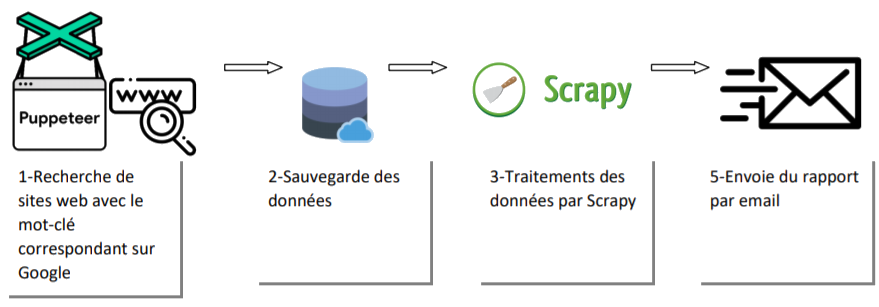 Puppeteer
www
Scrapy
1-Recherche de
sites web avec le
mot-clé
correspondant sur
Google
2-Sauvegarde des
données
3-Traitements des
données par Scrapy
5-Envoie du rapport
par email